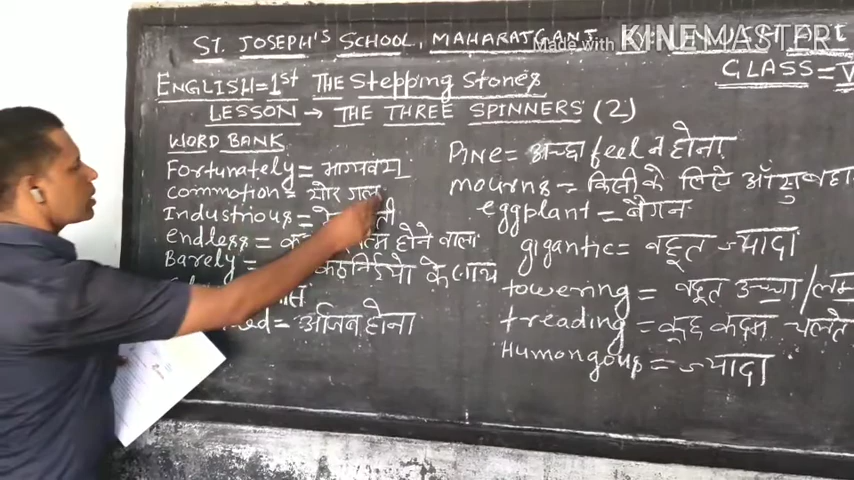 ST. JOSEPH'S SCHOOL, MAHARAJGANJ
Made with KINEMASTER
CLASS = V
ENGLISH = 1st THE Stepping Stones
LESSON → THE THREE SPINNERS (2)
WORD BANK
Fortunately = भाग्यवश
Commotion = शोर गुल
Industrious =
endless = होने वाला
Barely = कठनाईयो के साथ
= अजिब होना
PINE = अच्छा feel न होना
mourns = किसी के लिऐ आँसु बहा
eggplant = बैगन
gigantic = बहूत ज्यादा
towering = बहूत उच्चा/लम्
treading = कूछ कदम चलते
Humongous = ज्यादा